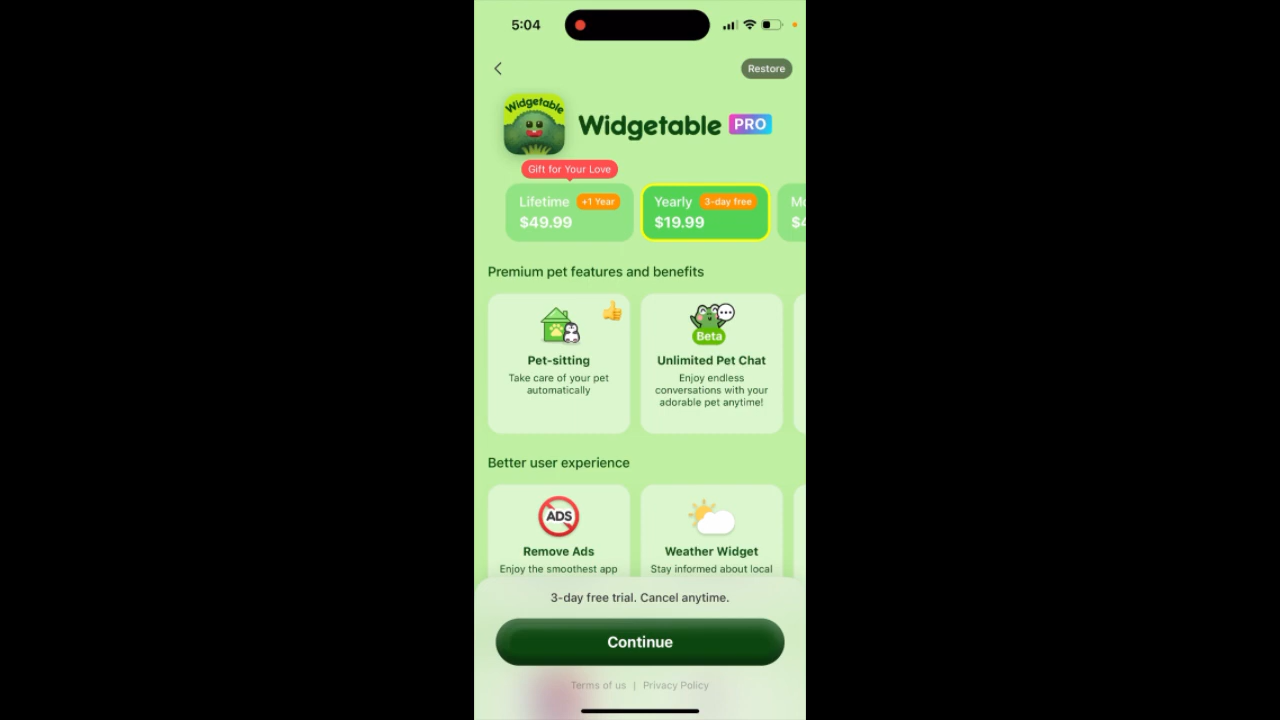 5:04
Restore
Widgetable
Widgetable PRO
Gift for Your Love
Lifetime +1 Year
$49.99
Yearly 3-day free
$19.99
Premium pet features and benefits
Pet-sitting
Take care of your pet
automatically
Beta
Unlimited Pet Chat
Enjoy endless
conversations with your
adorable pet anytime!
Better user experience
ADS
Remove Ads
Enjoy the smoothest app
Weather Widget
Stay informed about local
3-day free trial. Cancel anytime.
Continue
Terms of us | Privacy Policy